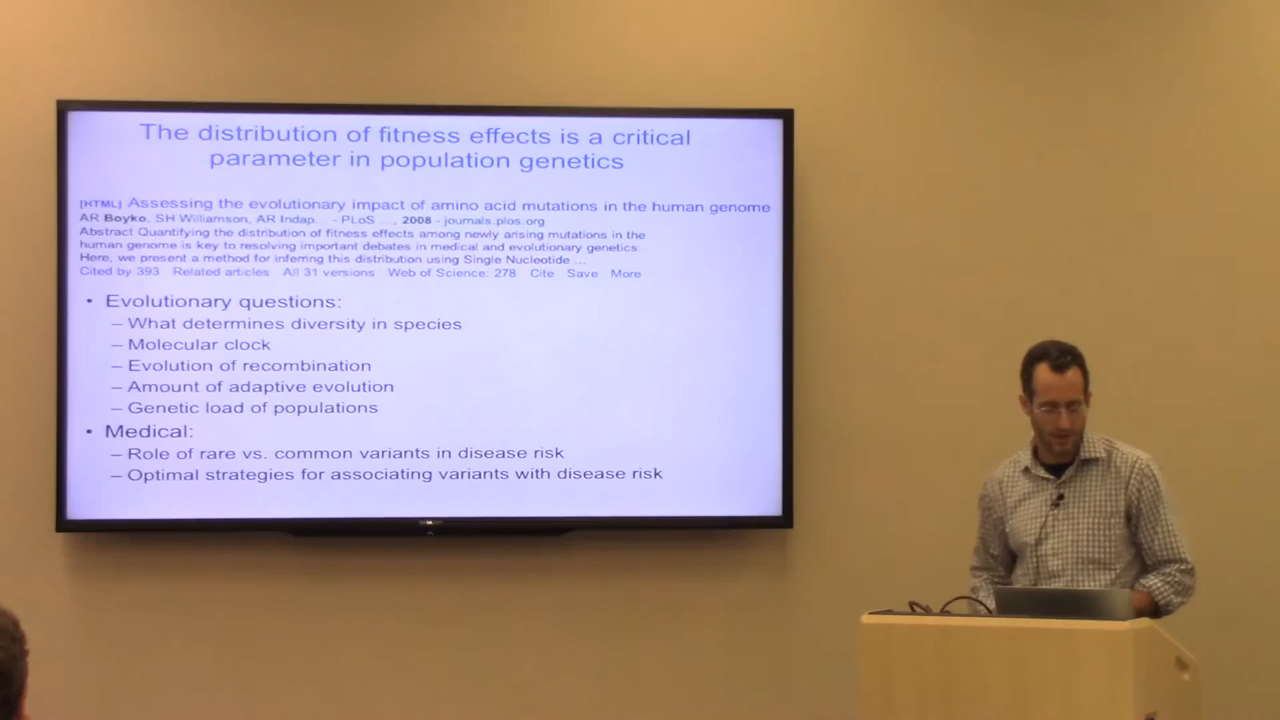 The distribution of fitness effects is a critical
parameter in population genetics
[HTML] Assessing the evolutionary impact of amino acid mutations in the human genome
AR Boyko, SH Williamson, AR Indap... - PLoS ..., 2008 - journals.plos.org
Abstract Quantifying the distribution of fitness effects among newly arising mutations in the
human genome is key to resolving important debates in medical and evolutionary genetics.
Here, we present a method for inferring this distribution using Single Nucleotide ...
Cited by 393 Related articles All 31 versions Web of Science: 278 Cite Save More
• Evolutionary questions:
– What determines diversity in species
– Molecular clock
– Evolution of recombination
– Amount of adaptive evolution
– Genetic load of populations
• Medical:
– Role of rare vs. common variants in disease risk
– Optimal strategies for associating variants with disease risk